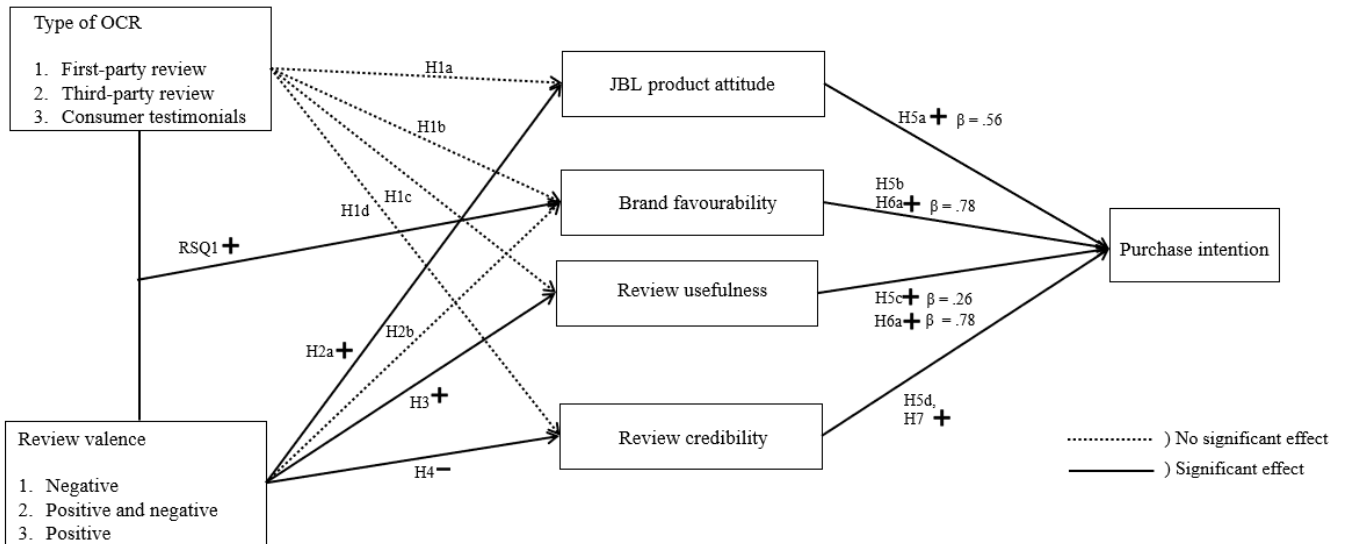 Type of OCR
1. First-party review
2. Third-party review
3. Consumer testimonials
H1a
H1b
H1c
H1d
RSQ1+
H2a+
H2b
H3+
H4−
Review valence
1. Negative
2. Positive and negative
3. Positive
JBL product attitude
Brand favourability
Review usefulness
Review credibility
H5a+ β = .56
H5b
H6a+ β = .78
H5c+ β = .26
H6a+ β = .78
H5d,
H7 +
Purchase intention
) No significant effect
) Significant effect